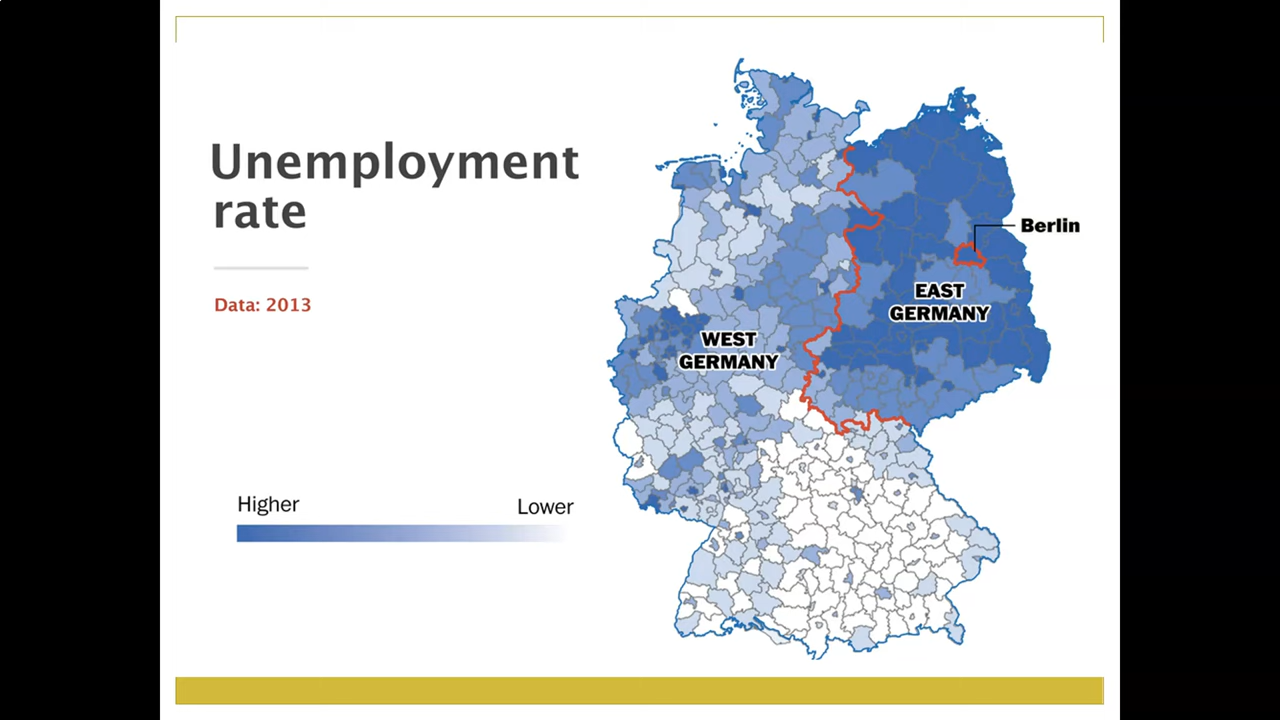 Unemployment
rate
Data: 2013
Higher
Lower
Berlin
EAST
GERMANY
WEST
GERMANY